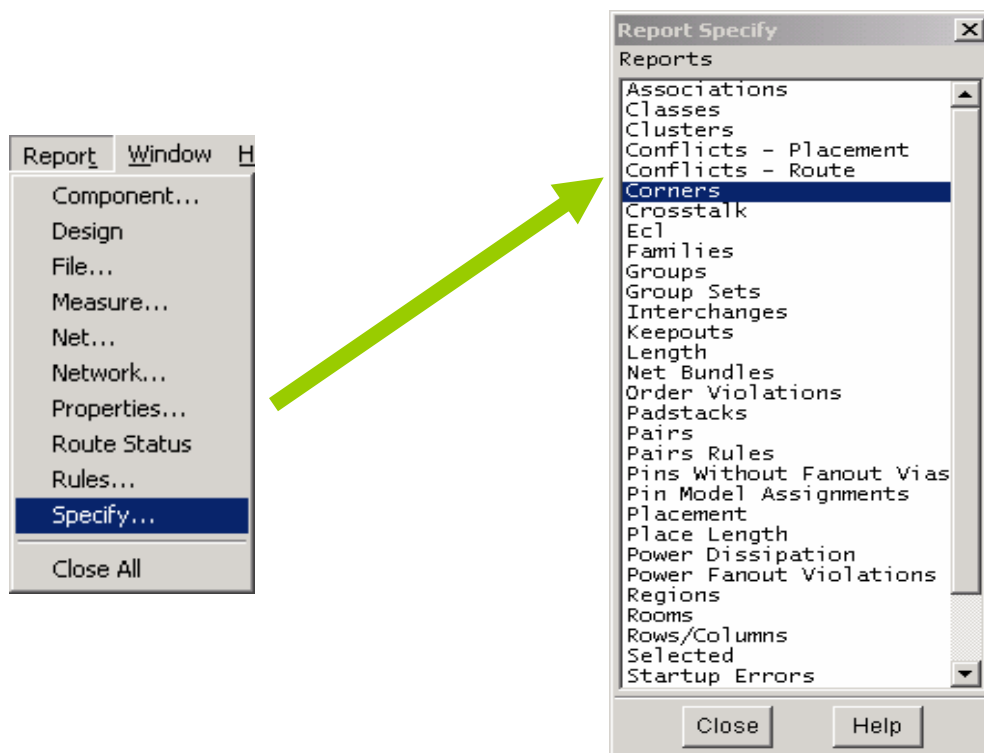 Report Window H
Component...
Design
File...
Measure...
Net...
Network...
Properties...
Route Status
Rules...
Specify...
Close All
Report Specify
Reports
Associations
Classes
Clusters
Conflicts - Placement
Conflicts - Route
Corners
Crosstalk
Ecl
Families
Groups
Group Sets
Interchanges
Keepouts
Length
Net Bundles
Order Violations
Padstacks
Pairs
Pairs Rules
Pins Without Fanout Vias
Pin Model Assignments
Placement
Place Length
Power Dissipation
Power Fanout Violations
Regions
Rooms
Rows/Columns
Selected
Startup Errors
Close Help